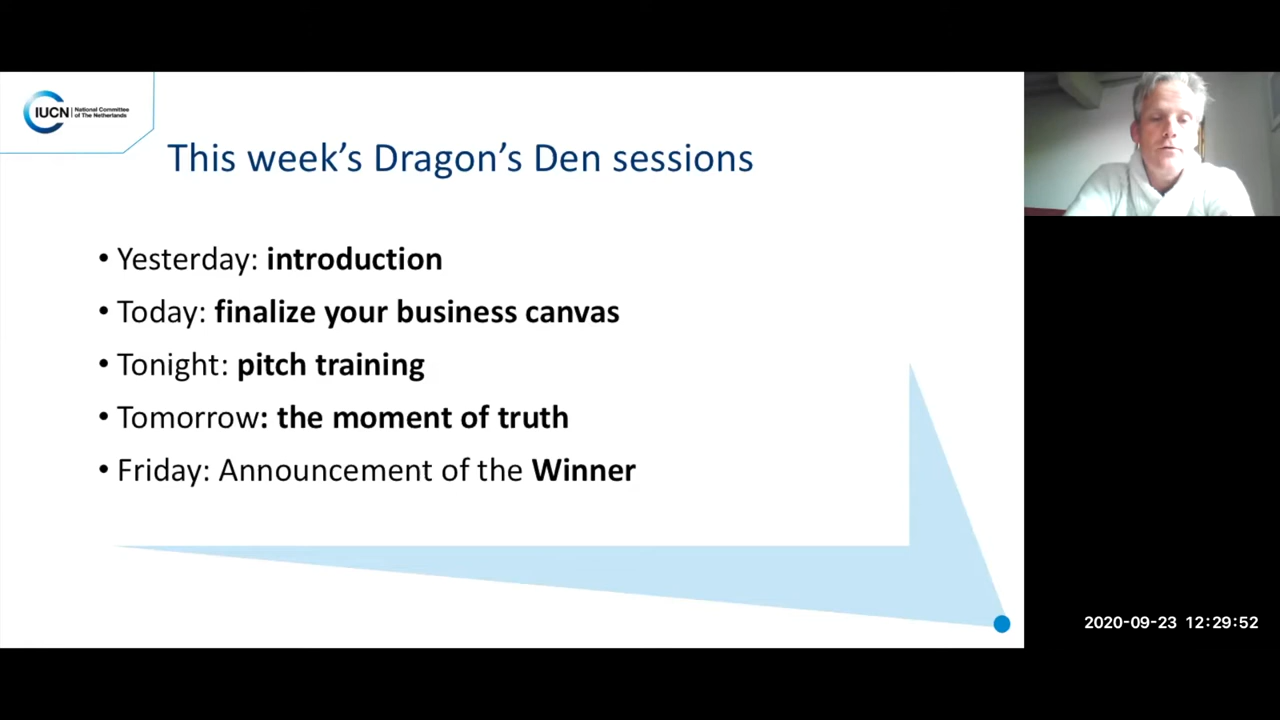 IUCN
National Committee
of The Netherlands
This week's Dragon's Den sessions
• Yesterday: introduction
• Today: finalize your business canvas
• Tonight: pitch training
• Tomorrow: the moment of truth
• Friday: Announcement of the Winner
2020-09-23 12:29:52